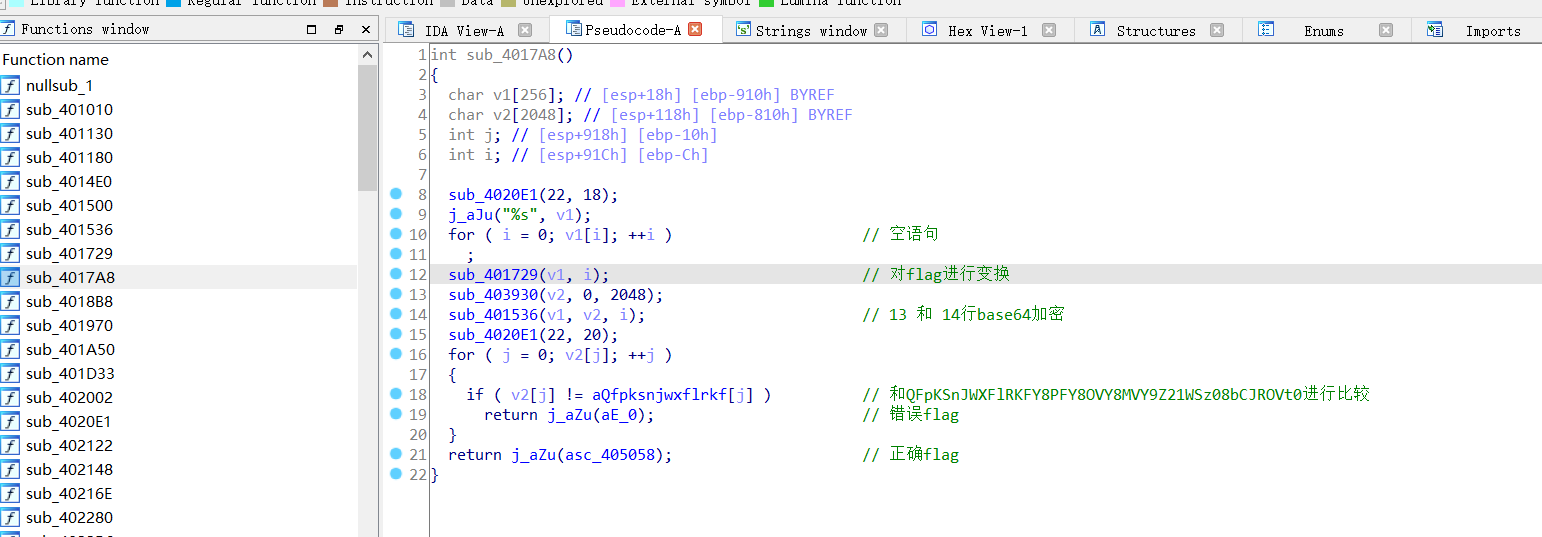 Library function Regular function Instruction Data Unexplored External symbol Lumina function
Functions window
IDA View-A Pseudocode-A Strings window Hex View-1 Structures Enums Imports
Function name
nullsub_1
sub_401010
sub_401130
sub_401180
sub_4014E0
sub_401500
sub_401536
sub_401729
sub_4017A8
sub_4018B8
sub_401970
sub_401A50
sub_401D33
sub_402002
sub_4020E1
sub_402122
sub_402148
sub_40216E
sub_402280
1 int sub_4017A8()
2 {
3 char v1[256]; // [esp+18h] [ebp-910h] BYREF
4 char v2[2048]; // [esp+118h] [ebp-810h] BYREF
5 int j; // [esp+918h] [ebp-10h]
6 int i; // [esp+91Ch] [ebp-Ch]
7
8 sub_4020E1(22, 18);
9 j_aJu("%s", v1);
10 for ( i = 0; v1[i]; ++i ) // 空语句
11 ;
12 sub_401729(v1, i); // 对flag进行变换
13 sub_403930(v2, 0, 2048);
14 sub_401536(v1, v2, i); // 13 和 14行base64加密
15 sub_4020E1(22, 20);
16 for ( j = 0; v2[j]; ++j )
17 {
18 if ( v2[j] != aQfpksnjwxflrkf[j] ) // 和QFpKSnJWXFlRKFY8PFY8OVY8MVY9Z21WSz08bCJROVt0进行比较
19 return j_aZu(aE_0); // 错误flag
20 }
21 return j_aZu(asc_405058); // 正确flag
22 }